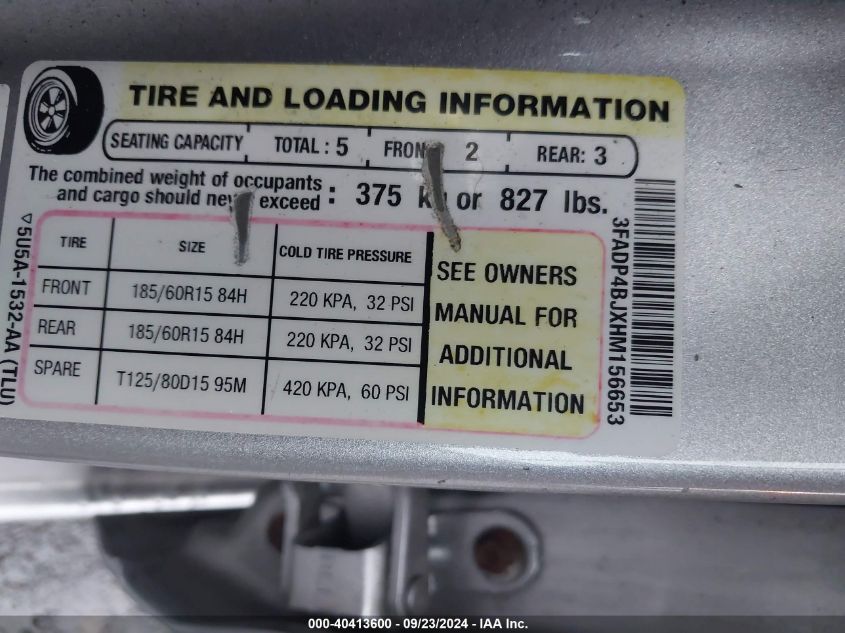 TIRE AND LOADING INFORMATION
SEATING CAPACITY TOTAL : 5 FRON 2 REAR: 3
The combined weight of occupants
and cargo should never exceed : 375 kg or 827 lbs.
TIRE SIZE COLD TIRE PRESSURE
FRONT 185/60R15 84H 220 KPA, 32 PSI
REAR 185/60R15 84H 220 KPA, 32 PSI
SPARE T125/80D15 95M 420 KPA, 60 PSI
SEE OWNERS
MANUAL FOR
ADDITIONAL
INFORMATION
3FADP4BJXHM156653
▽5U5A-1532-AA (TLU)
000-40413600 - 09/23/2024 - IAA Inc.